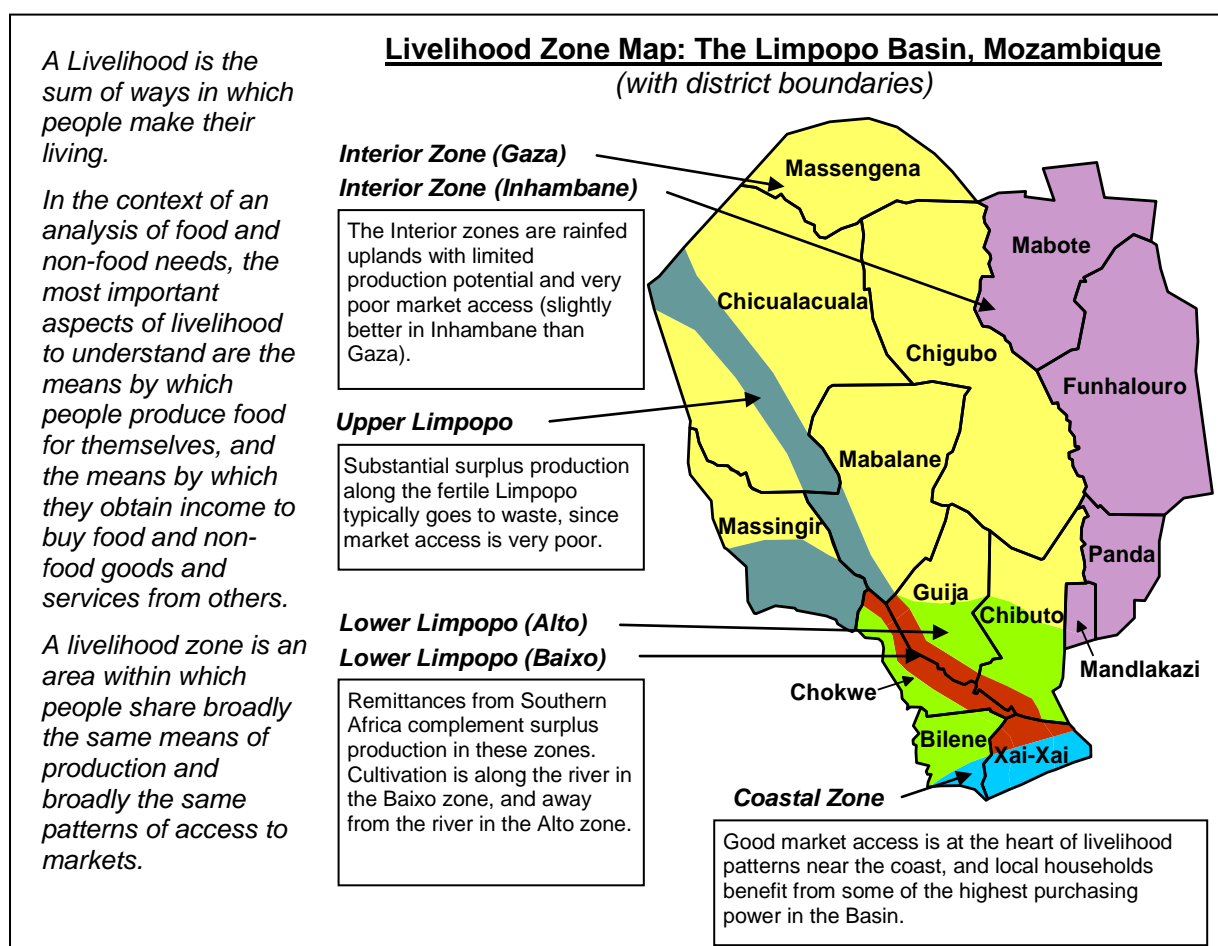 A Livelihood is the
sum of ways in which
people make their
living.
In the context of an
analysis of food and
non-food needs, the
most important
aspects of livelihood
to understand are the
means by which
people produce food
for themselves, and
the means by which
they obtain income to
buy food and non-
food goods and
services from others.
A livelihood zone is an
area within which
people share broadly
the same means of
production and
broadly the same
patterns of access to
markets.
Livelihood Zone Map: The Limpopo Basin, Mozambique
(with district boundaries)
Interior Zone (Gaza)
Interior Zone (Inhambane)
The Interior zones are rainfed
uplands with limited
production potential and very
poor market access (slightly
better in Inhambane than
Gaza).
Upper Limpopo
Substantial surplus production
along the fertile Limpopo
typically goes to waste, since
market access is very poor.
Lower Limpopo (Alto)
Lower Limpopo (Baixo)
Remittances from Southern
Africa complement surplus
production in these zones.
Cultivation is along the river in
the Baixo zone, and away
from the river in the Alto zone.
Massengena
Mabote
Chicualacuala
Chigubo
Funhalouro
Mabalane
Massingir
Panda
Guija
Chibuto
Mandlakazi
Chokwe
Bilene
Xai-Xai
Coastal Zone
Good market access is at the heart of livelihood
patterns near the coast, and local households
benefit from some of the highest purchasing
power in the Basin.